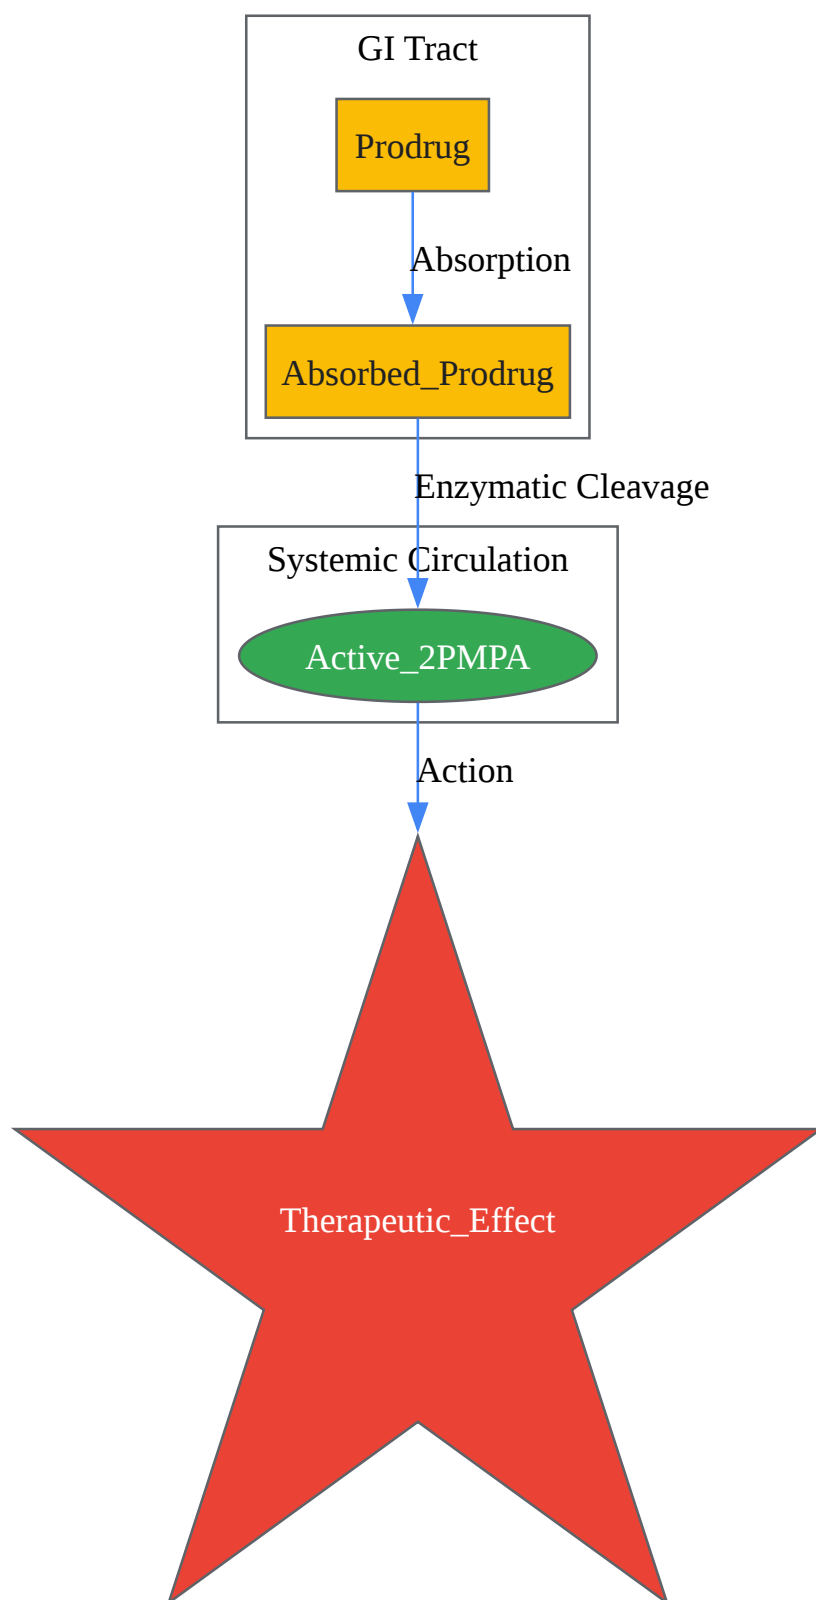 GI Tract
Prodrug
Absorption
Absorbed_Prodrug
Enzymatic Cleavage
Systemic Circulation
Active_2PMPA
Action
Therapeutic_Effect